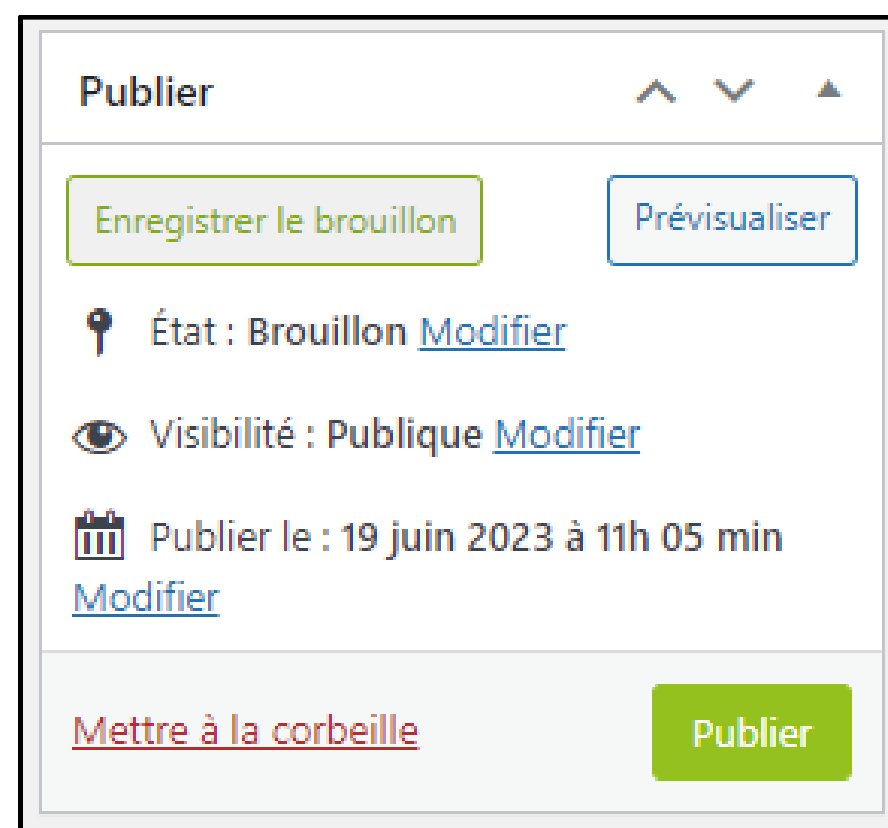 Publier
Enregistrer le brouillon
Prévisualiser
État : Brouillon Modifier
Visibilité : Publique Modifier
Publier le : 19 juin 2023 à 11h 05 min
Modifier
Mettre à la corbeille
Publier